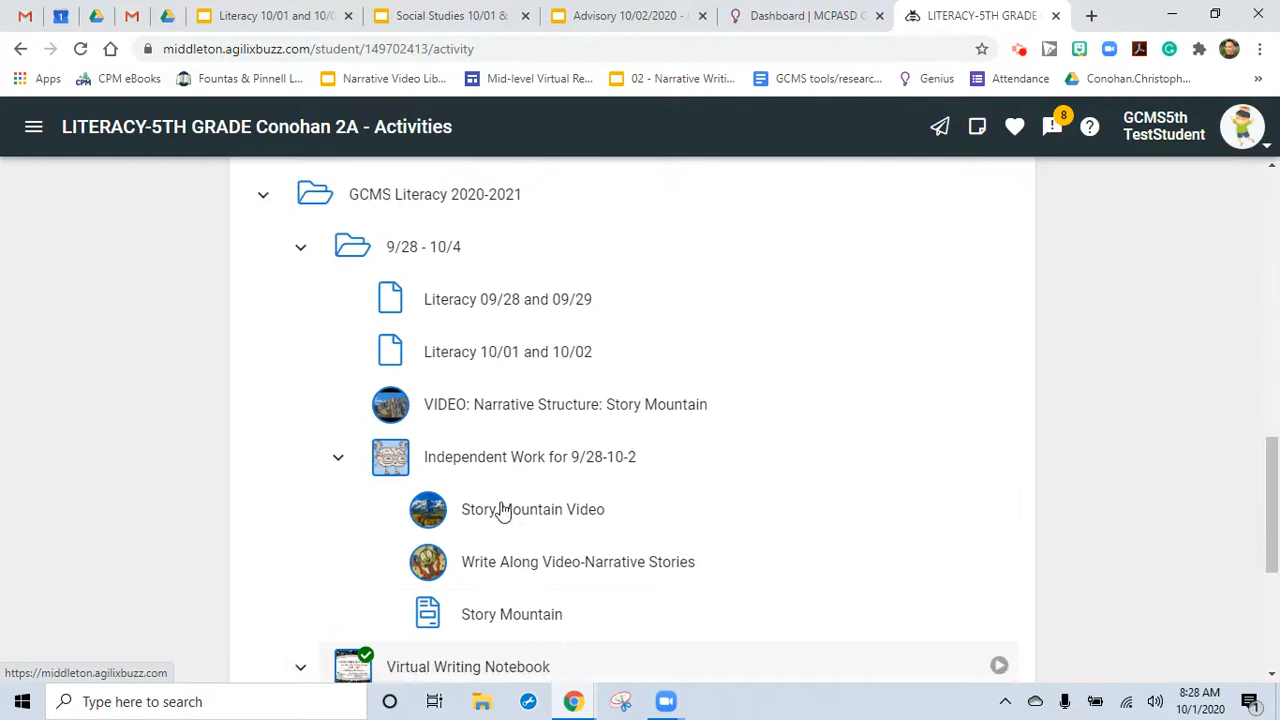 Literacy 10/01 and 10/0
Social Studies 10/01 &
Advisory 10/02/2020 -
Dashboard | MCPASD
LITERACY-5TH GRADE
middleton.agilixbuzz.com/student/149702413/activity
Apps
CPM eBooks
Fountas & Pinnell L...
Narrative Video Lib...
Mid-level Virtual Re...
02 - Narrative Writi...
GCMS tools/researc...
Genius
Attendance
Conohan.Christoph...
LITERACY-5TH GRADE Conohan 2A - Activities
8
GCMS5th
TestStudent
GCMS Literacy 2020-2021
9/28 - 10/4
Literacy 09/28 and 09/29
Literacy 10/01 and 10/02
VIDEO: Narrative Structure: Story Mountain
Independent Work for 9/28-10-2
Story Mountain Video
Write Along Video-Narrative Stories
Story Mountain
Virtual Writing Notebook
https://middleton.agilixbuzz.com
Type here to search
8:28 AM
10/1/2020